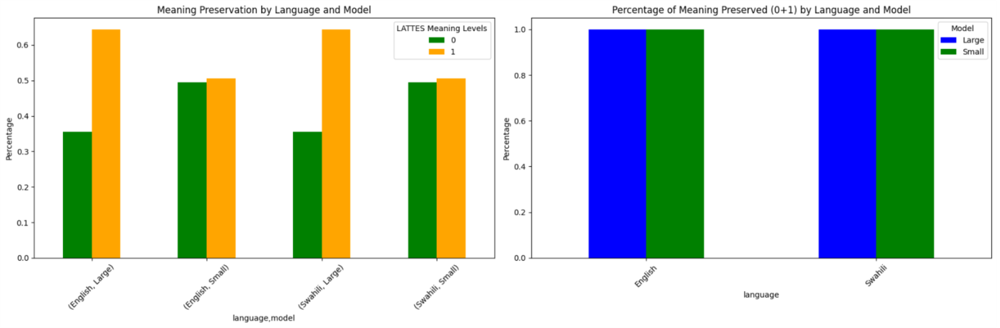 Meaning Preservation by Language and Model
LATTES Meaning Levels
0
1
Percentage
0.6
0.5
0.4
0.3
0.2
0.1
0.0
(English, Large)
(English, Small)
(Swahili, Large)
(Swahili, Small)
language,model
Percentage of Meaning Preserved (0+1) by Language and Model
Model
Large
Small
Percentage
1.0
0.8
0.6
0.4
0.2
0.0
English
Swahili
language